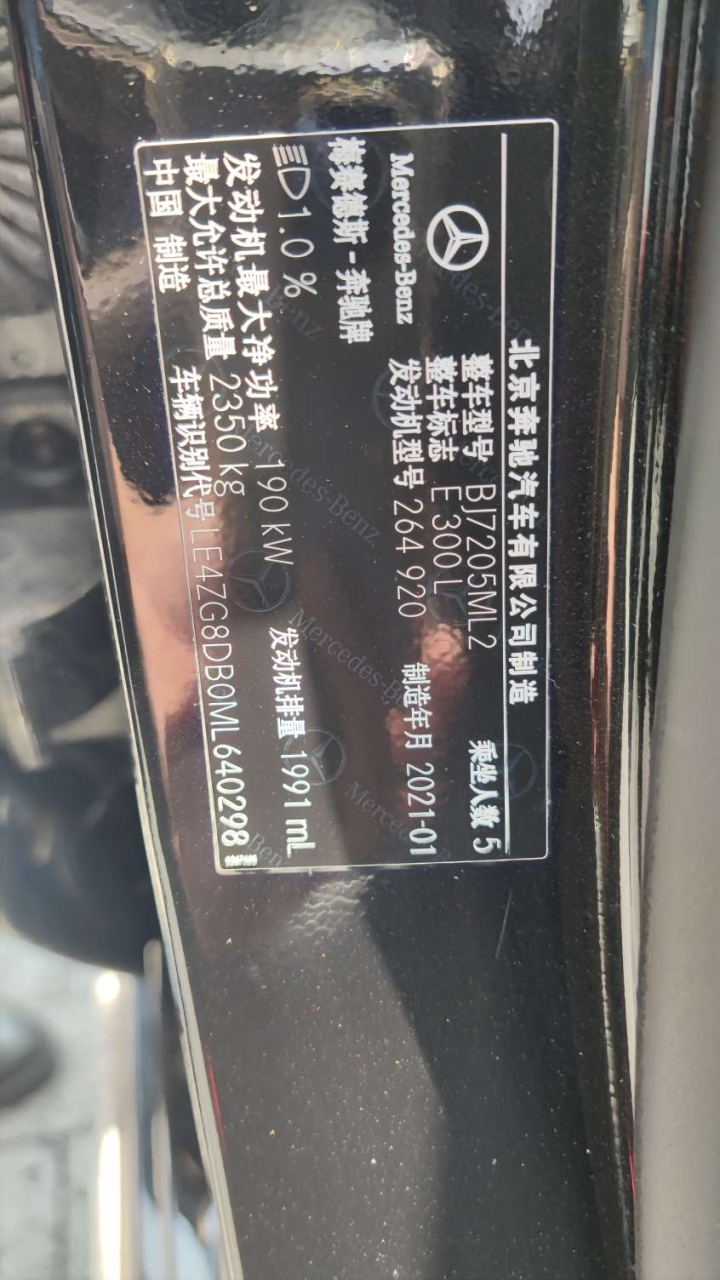 北京奔驰汽车有限公司制造
Mercedes-Benz
梅赛德斯-奔驰牌
整车型号 BJ7205ML2 乘坐人数 5
整车标志 E 300 L
发动机型号 264 920 制造年月 2021-01
1.0 %
发动机最大净功率 190 kW 发动机排量 1991 mL
最大允许总质量 2350 kg
中国 制造 车辆识别代号 LE4ZG8DB0ML640298